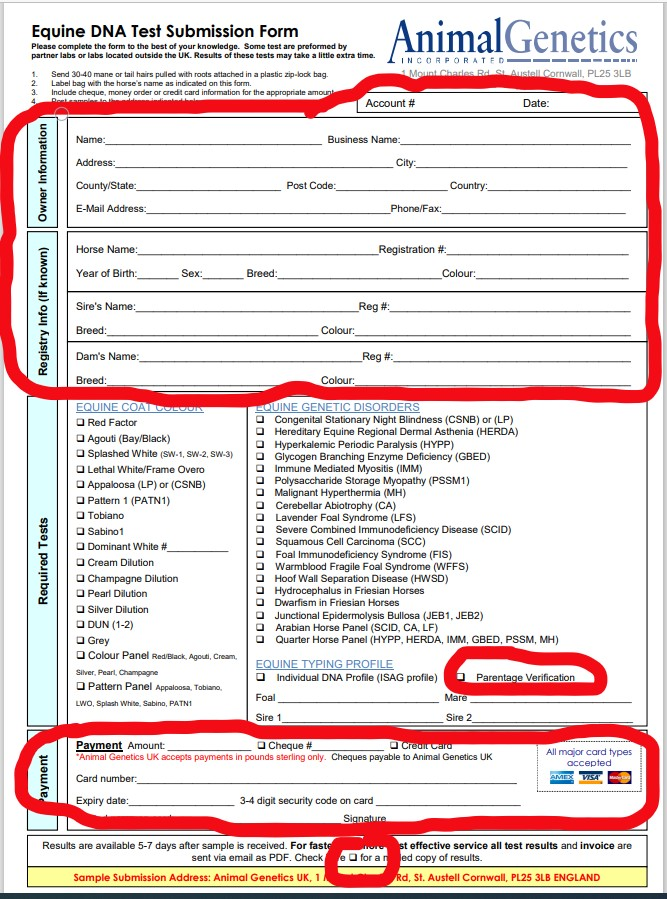 Equine DNA Test Submission Form
Please complete the form to the best of your knowledge. Some test are preformed by
partner labs or labs located outside the UK. Results of these tests may take a little extra time.
AnimalGenetics
INCORPORATED
1 Mount Charles Rd, St. Austell Cornwall, PL25 3LB
1. Send 30-40 mane or tail hairs pulled with roots attached in a plastic zip-lock bag.
2. Label bag with the horse's name as indicated on this form.
3. Include cheque, money order or credit card information for the appropriate amount
4.
Account # Date:
Owner Information
Name: Business Name:
Address: City:
County/State: Post Code: Country:
E-Mail Address: Phone/Fax:
Registry Info (If known)
Horse Name: Registration #:
Year of Birth: Sex: Breed: Colour:
Sire's Name: Reg #:
Breed: Colour:
Dam's Name: Reg #:
Breed: Colour:
Required Tests
EQUINE COAT COLOUR
❑ Red Factor
❑ Agouti (Bay/Black)
❑ Splashed White (SW-1, SW-2, SW-3)
❑ Lethal White/Frame Overo
❑ Appaloosa (LP) or (CSNB)
❑ Pattern 1 (PATN1)
❑ Tobiano
❑ Sabino1
❑ Dominant White #____________
❑ Cream Dilution
❑ Champagne Dilution
❑ Pearl Dilution
❑ Silver Dilution
❑ DUN (1-2)
❑ Grey
❑ Colour Panel Red/Black, Agouti, Cream,
Silver, Pearl, Champagne
❑ Pattern Panel Appaloosa, Tobiano,
LWO, Splash White, Sabino, PATN1
EQUINE GENETIC DISORDERS
❑ Congenital Stationary Night Blindness (CSNB) or (LP)
❑ Hereditary Equine Regional Dermal Asthenia (HERDA)
❑ Hyperkalemic Periodic Paralysis (HYPP)
❑ Glycogen Branching Enzyme Deficiency (GBED)
❑ Immune Mediated Myositis (IMM)
❑ Polysaccharide Storage Myopathy (PSSM1)
❑ Malignant Hyperthermia (MH)
❑ Cerebellar Abiotrophy (CA)
❑ Lavender Foal Syndrome (LFS)
❑ Severe Combined Immunodeficiency Disease (SCID)
❑ Squamous Cell Carcinoma (SCC)
❑ Foal Immunodeficiency Syndrome (FIS)
❑ Warmblood Fragile Foal Syndrome (WFFS)
❑ Hoof Wall Separation Disease (HWSD)
❑ Hydrocephalus in Friesian Horses
❑ Dwarfism in Friesian Horses
❑ Junctional Epidermolysis Bullosa (JEB1, JEB2)
❑ Arabian Horse Panel (SCID, CA, LF)
❑ Quarter Horse Panel (HYPP, HERDA, IMM, GBED, PSSM, MH)
EQUINE TYPING PROFILE
❑ Individual DNA Profile (ISAG profile) ❑ Parentage Verification
Foal Mare
Sire 1 Sire 2
Payment
Payment Amount: ❑ Cheque # ❑ Credit Card
*Animal Genetics UK accepts payments in pounds sterling only. Cheques payable to Animal Genetics UK
Card number:
Expiry date: 3-4 digit security code on card
Signature
All major card types
accepted
AMEX VISA MasterCard
Results are available 5-7 days after sample is received. For effective service all test results and invoice are
sent via email as PDF. Check ❑ for a copy of results.
Sample Submission Address: Animal Genetics UK, 1 Rd, St. Austell Cornwall, PL25 3LB ENGLAND